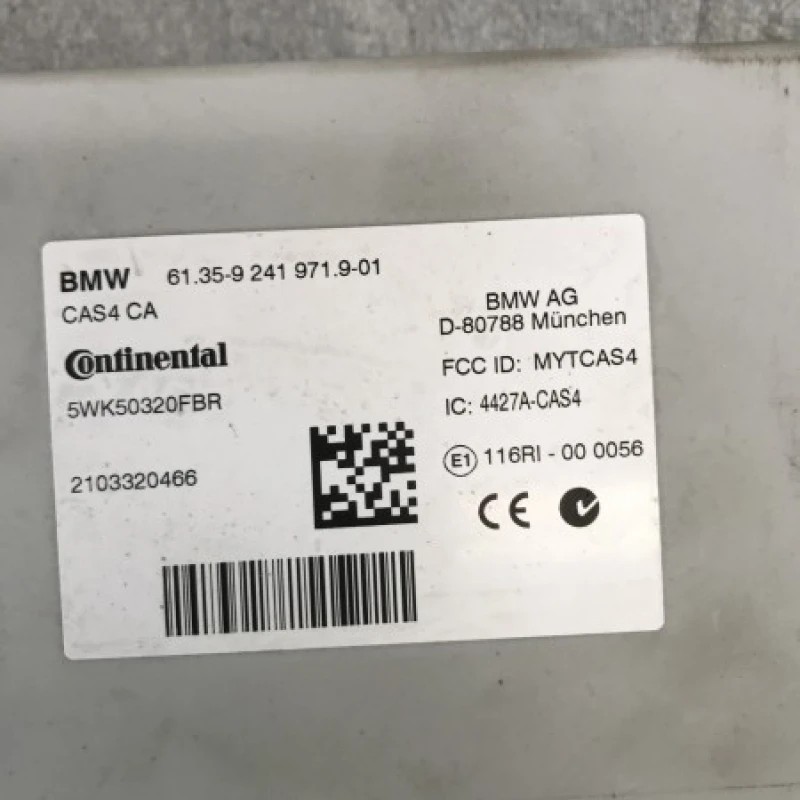 BMW 61.35-9 241 971.9-01
CAS4 CA
Continental
5WK50320FBR
2103320466
BMW AG
D-80788 München
FCC ID: MYTCAS4
IC: 4427A-CAS4
E1 116RI - 00 0056
CE